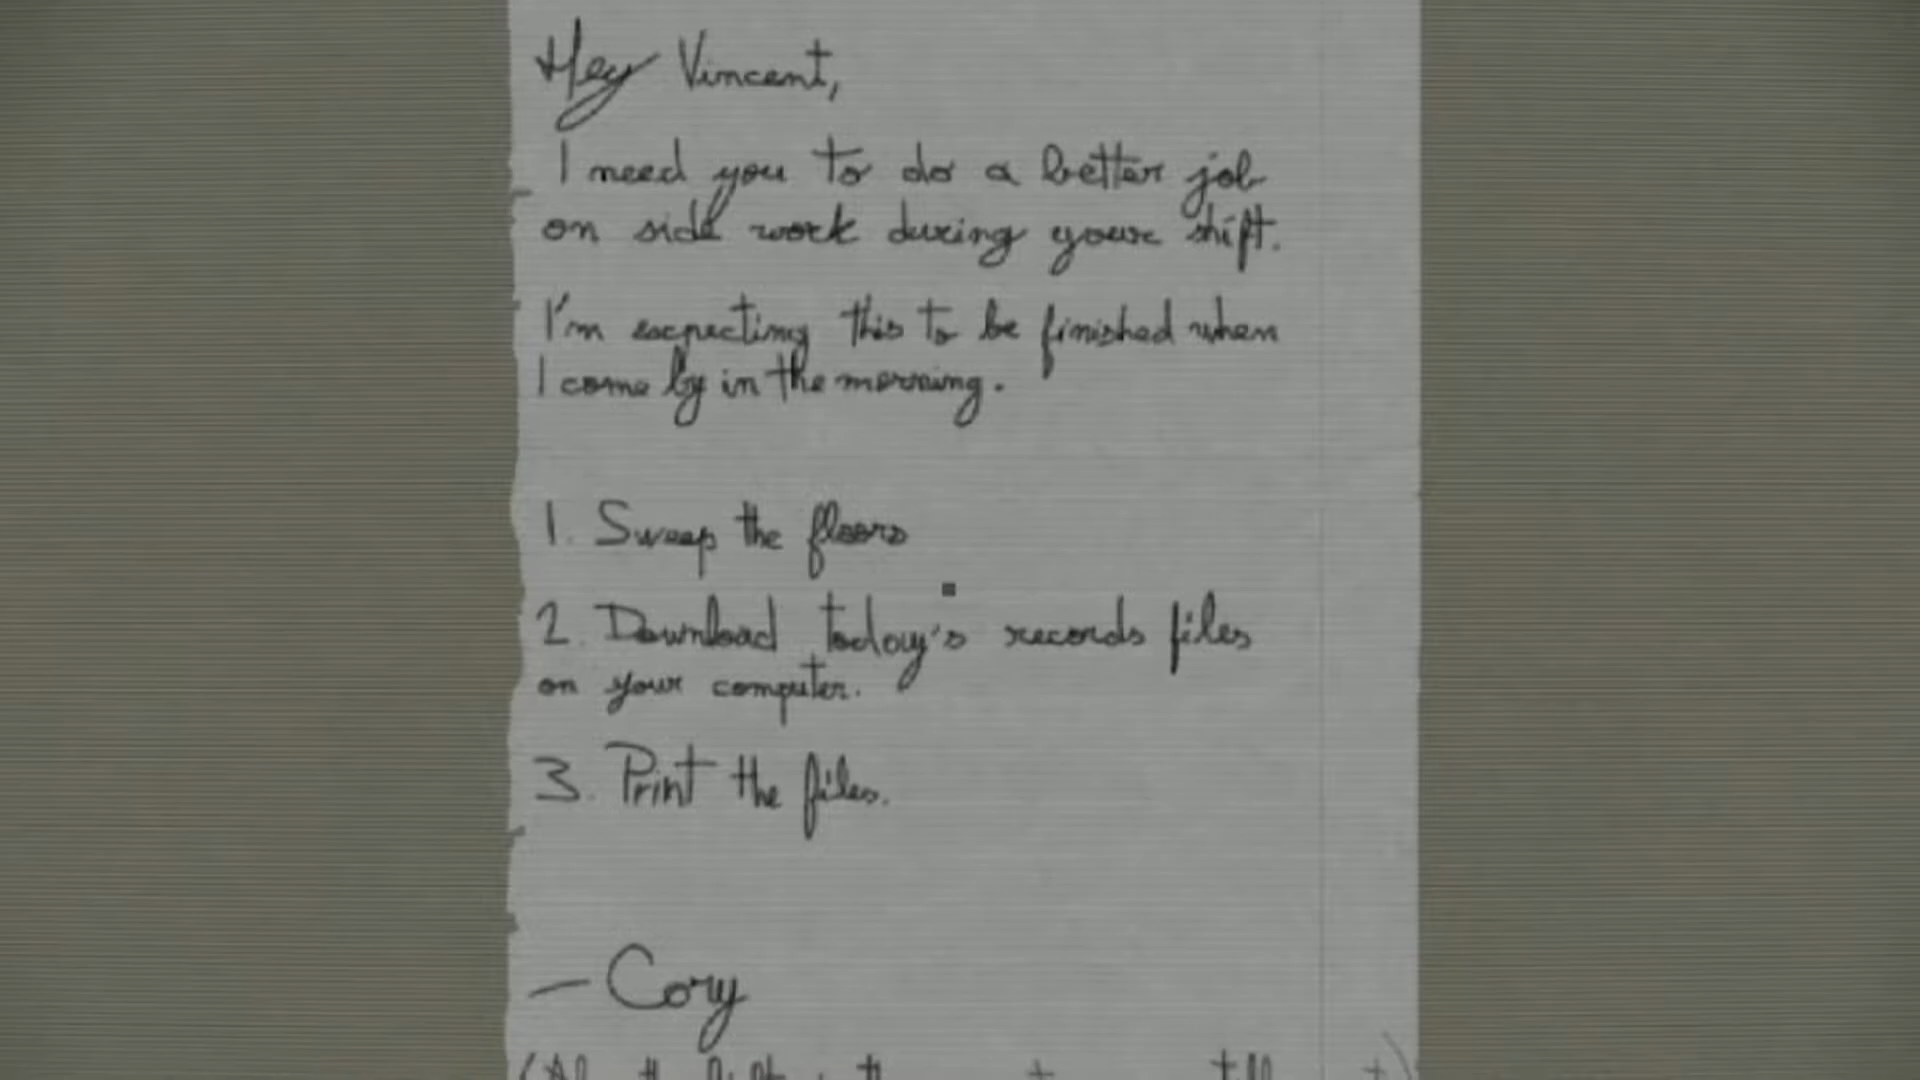 Hey Vincent,
I need you to do a better job
on side work during your shift.
I'm expecting this to be finished when
I come by in the morning.
1. Sweep the floors
2. Download today's records files
on your computer.
3. Print the files.
— Cory